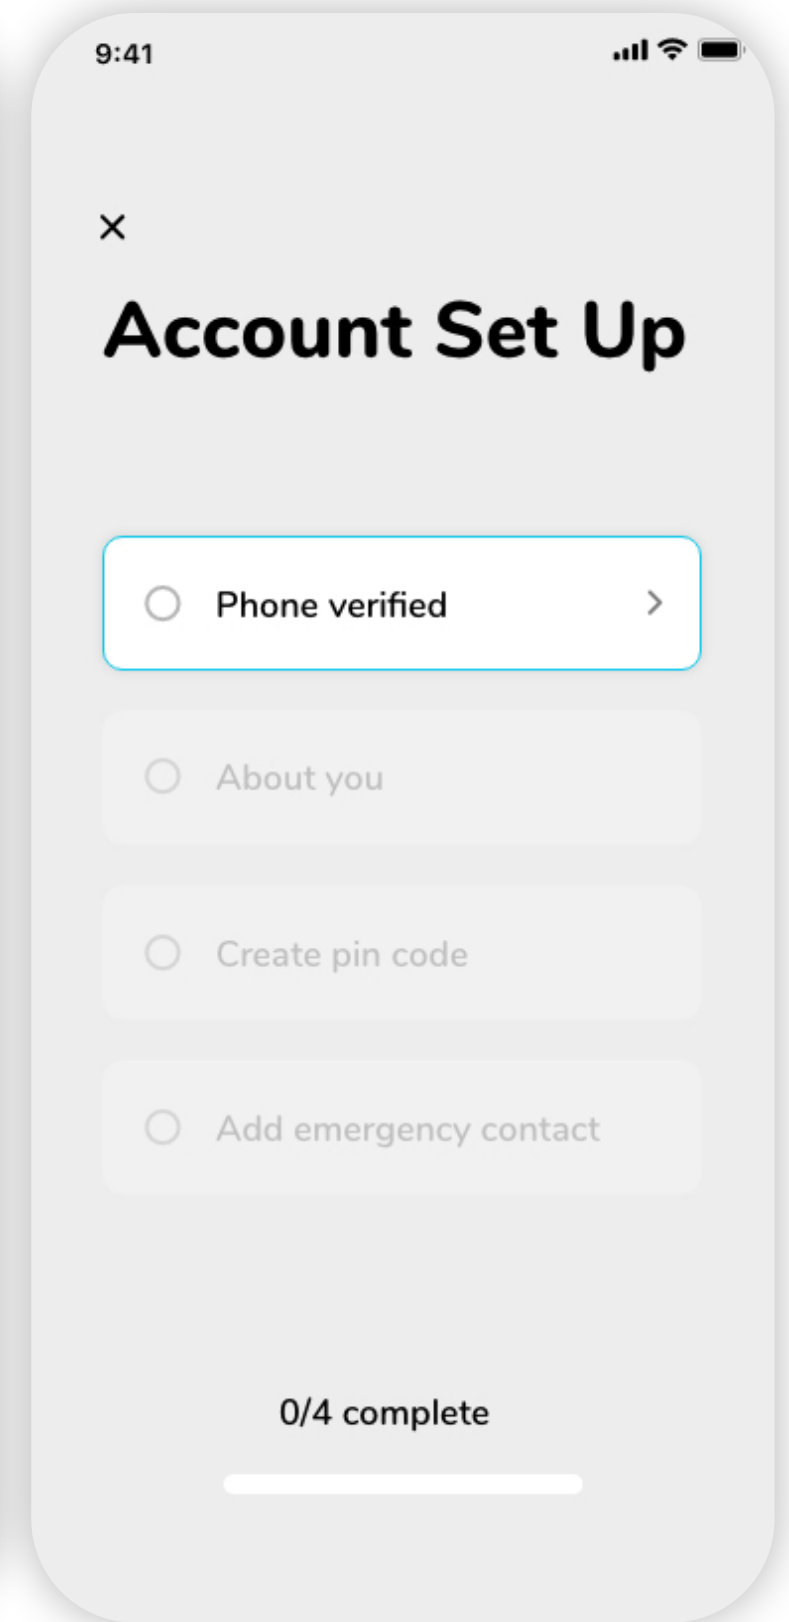 9:41
Account Set Up
Phone verified
About you
Create pin code
Add emergency contact
0/4 complete